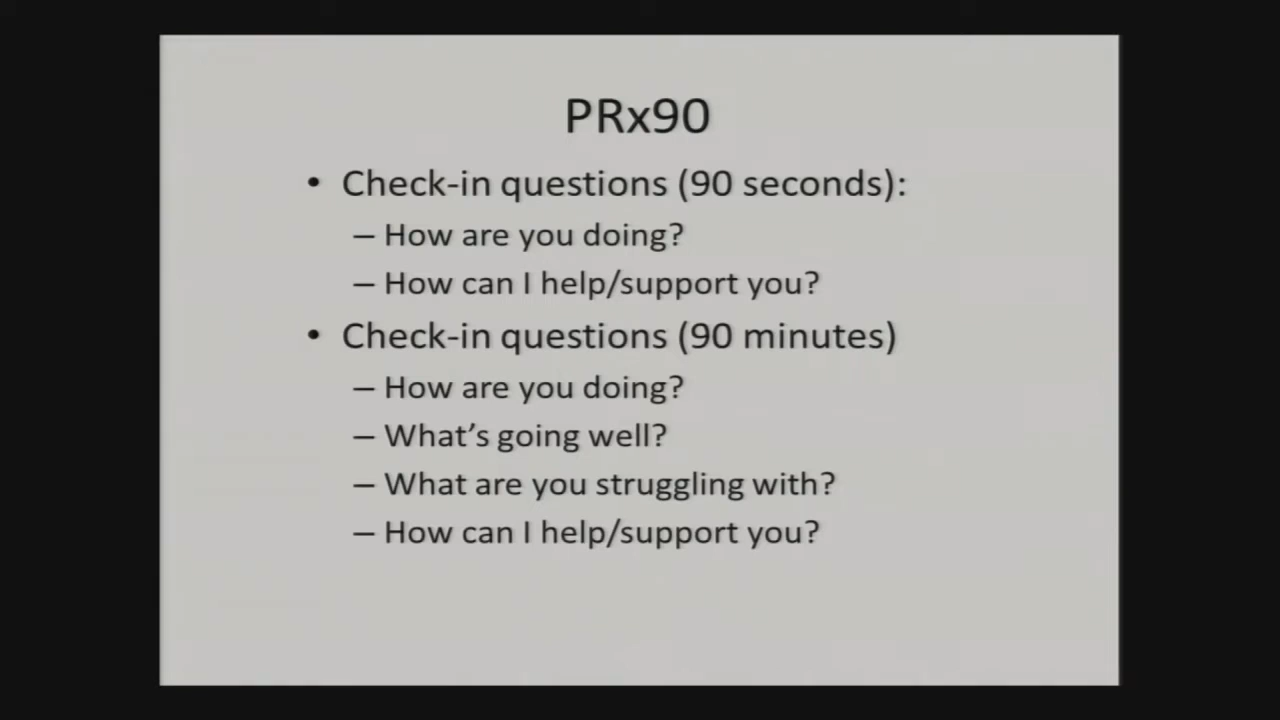 PRx90
• Check-in questions (90 seconds):
– How are you doing?
– How can I help/support you?
• Check-in questions (90 minutes)
– How are you doing?
– What's going well?
– What are you struggling with?
– How can I help/support you?